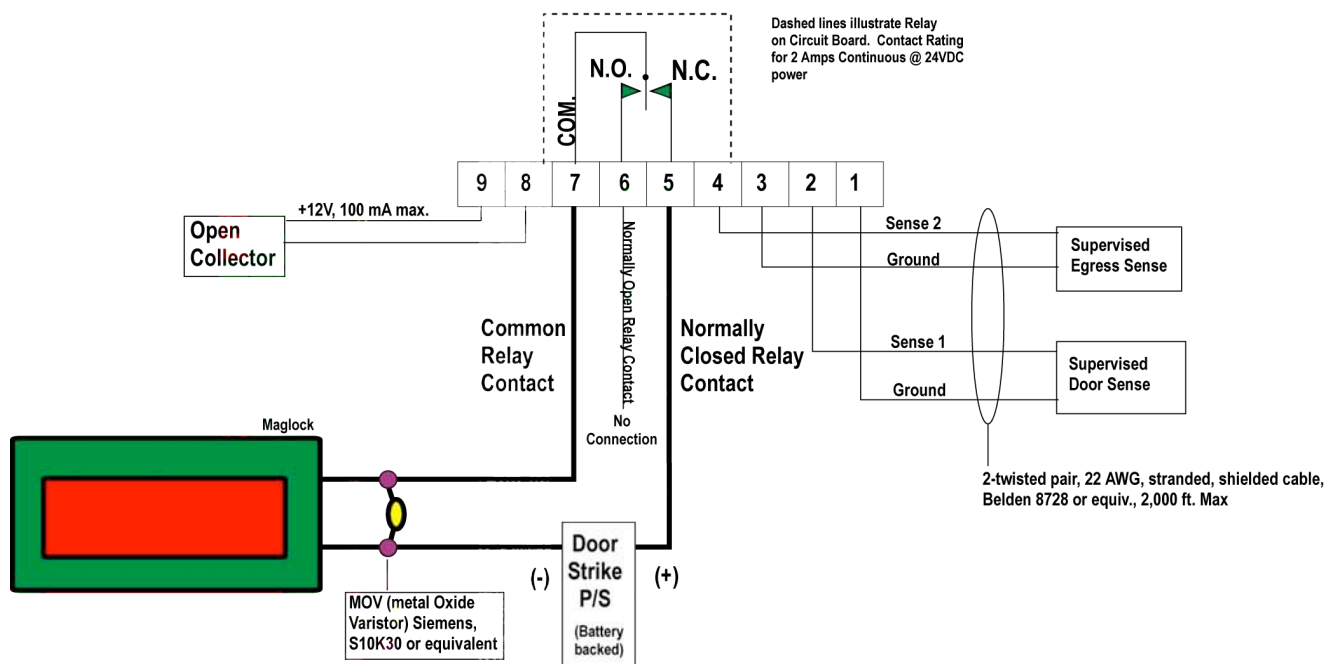 Dashed lines illustrate Relay
on Circuit Board. Contact Rating
for 2 Amps Continuous @ 24VDC
power
N.O.
N.C.
COM.
9
8
7
6
5
4
3
2
1
+12V, 100 mA max.
Open
Collector
Sense 2
Ground
Supervised
Egress Sense
Sense 1
Ground
Supervised
Door Sense
Common
Relay
Contact
Normally Open Relay Contact
No
Connection
Normally
Closed Relay
Contact
2-twisted pair, 22 AWG, stranded, shielded cable,
Belden 8728 or equiv., 2,000 ft. Max
Maglock
(-)
Door
Strike
P/S
(Battery
backed)
(+)
MOV (metal Oxide
Varistor) Siemens,
S10K30 or equivalent